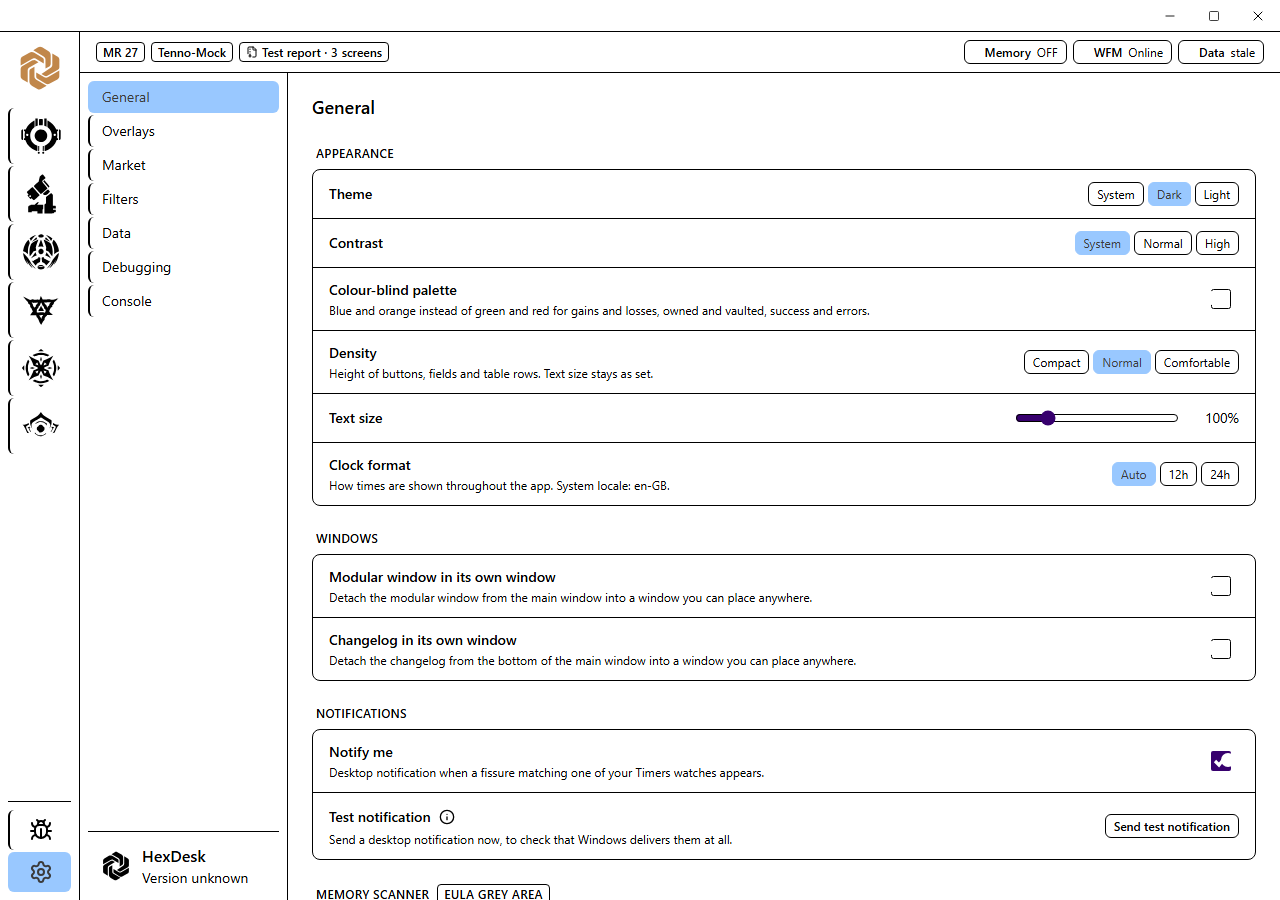 MR 27
Tenno-Mock
Test report · 3 screens
Memory OFF
WFM Online
Data stale
General
Overlays
Market
Filters
Data
Debugging
Console
HexDesk
Version unknown
General
APPEARANCE
Theme
System Dark Light
Contrast
System Normal High
Colour-blind palette
Blue and orange instead of green and red for gains and losses, owned and vaulted, success and errors.
Density
Height of buttons, fields and table rows. Text size stays as set.
Compact Normal Comfortable
Text size
100%
Clock format
How times are shown throughout the app. System locale: en-GB.
Auto 12h 24h
WINDOWS
Modular window in its own window
Detach the modular window from the main window into a window you can place anywhere.
Changelog in its own window
Detach the changelog from the bottom of the main window into a window you can place anywhere.
NOTIFICATIONS
Notify me
Desktop notification when a fissure matching one of your Timers watches appears.
Test notification
Send a desktop notification now, to check that Windows delivers them at all.
Send test notification
MEMORY SCANNER EULA GREY AREA